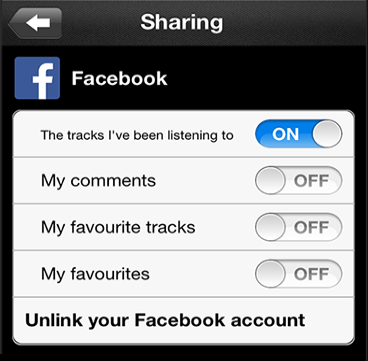 Sharing
Facebook
The tracks I've been listening to ON
My comments OFF
My favourite tracks OFF
My favourites OFF
Unlink your Facebook account